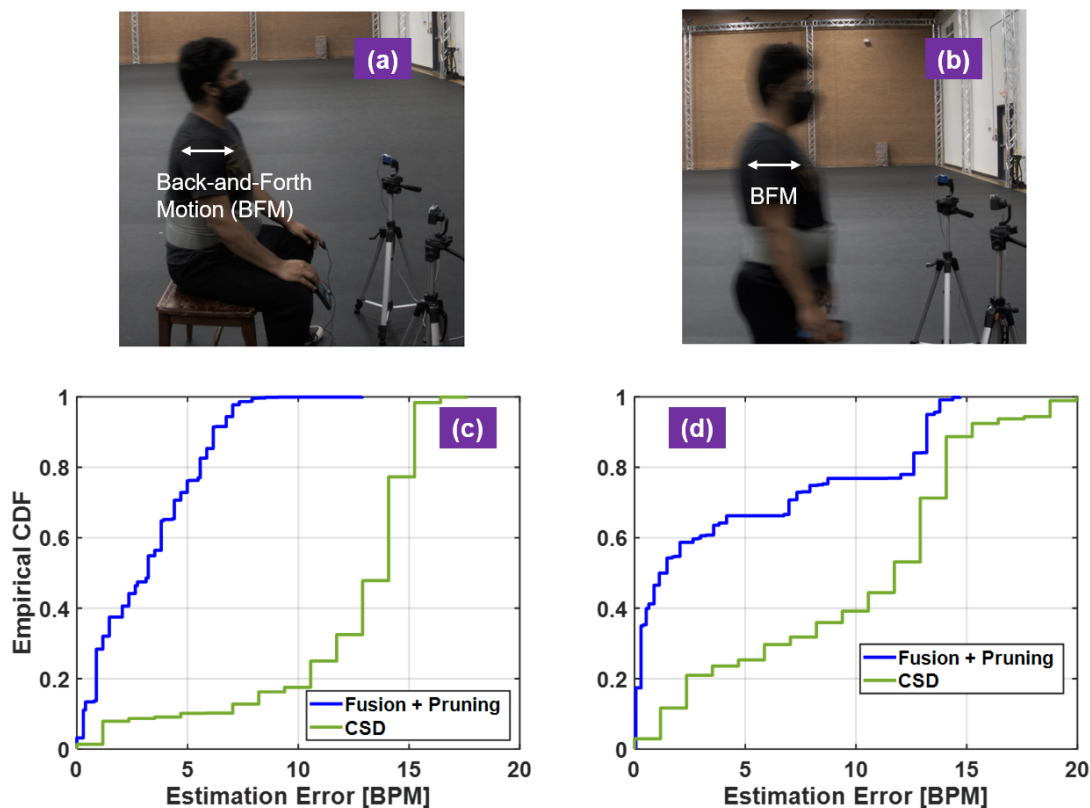 (a)
Back-and-Forth
Motion (BFM)
(b)
BFM
(c)
Empirical CDF
1
0.8
0.6
0.4
0.2
0
0 5 10 15 20
Estimation Error [BPM]
Fusion + Pruning
CSD
(d)
1
0.8
0.6
0.4
0.2
0
0 5 10 15 20
Estimation Error [BPM]
Fusion + Pruning
CSD